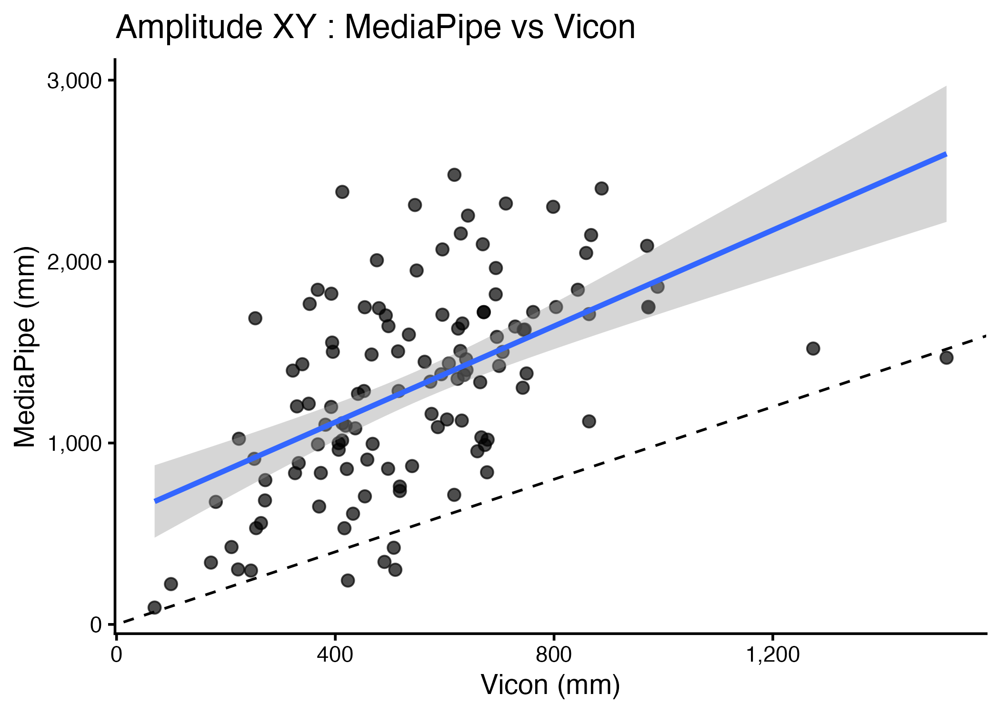 Amplitude XY : MediaPipe vs Vicon
3,000
2,000
1,000
0
MediaPipe (mm)
0 400 800 1,200
Vicon (mm)